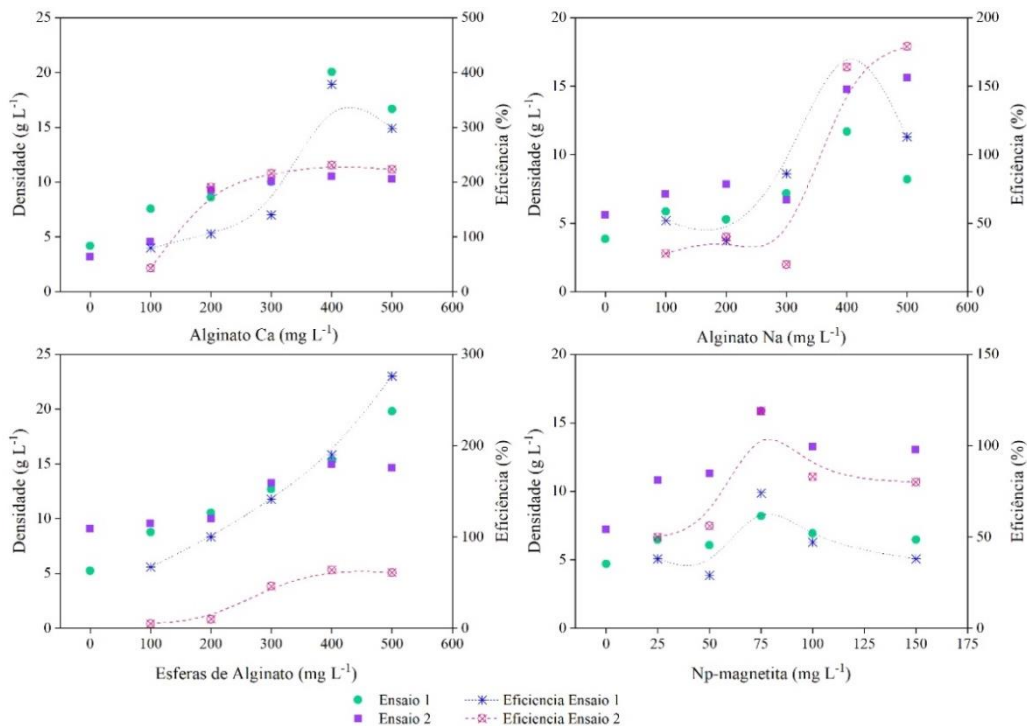 25
20
15
10
5
0
Densidade (g L⁻¹)
500
400
300
200
100
0
Eficiência (%)
0 100 200 300 400 500 600
Alginato Ca (mg L⁻¹)
20
15
10
5
0
Densidade (g L⁻¹)
200
150
100
50
0
Eficiência (%)
0 100 200 300 400 500 600
Alginato Na (mg L⁻¹)
25
20
15
10
5
0
Densidade (g L⁻¹)
300
200
100
0
Eficiência (%)
0 100 200 300 400 500 600
Esferas de Alginato (mg L⁻¹)
20
15
10
5
0
Densidade (g L⁻¹)
150
100
50
0
Eficiência (%)
0 25 50 75 100 125 150 175
Np-magnetita (mg L⁻¹)
Ensaio 1 Eficiencia Ensaio 1
Ensaio 2 Eficiencia Ensaio 2